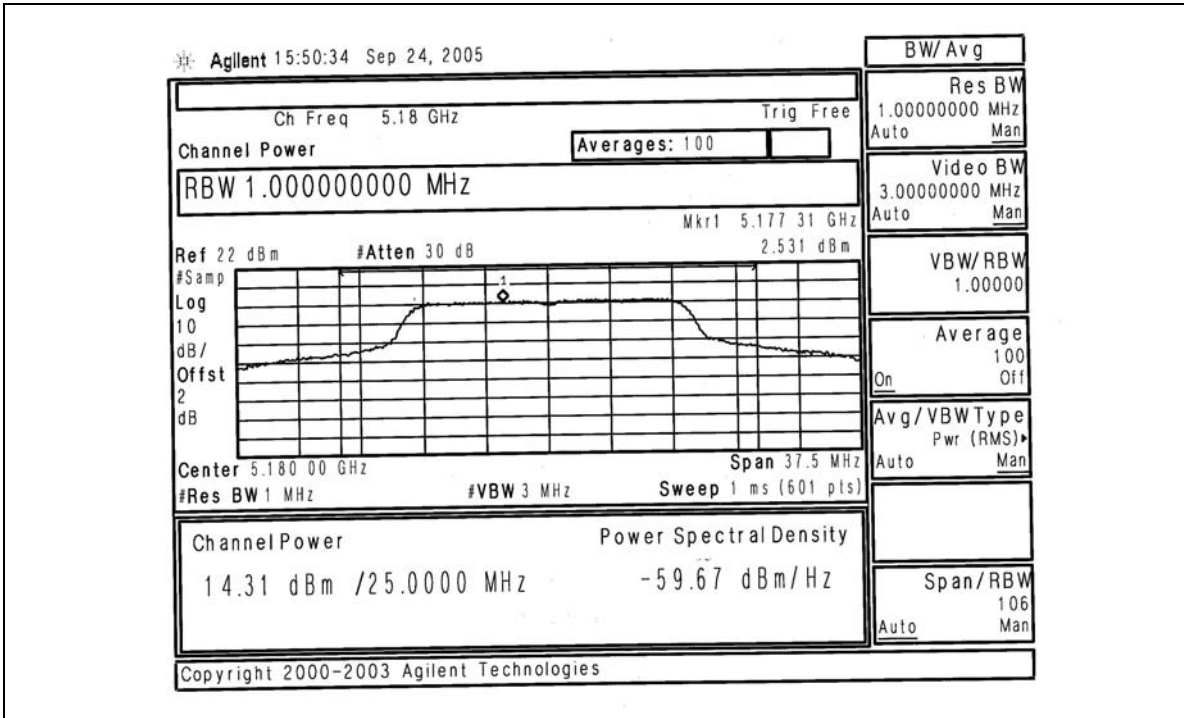 Agilent 15:50:34 Sep 24, 2005
Ch Freq 5.18 GHz Trig Free
Channel Power Averages: 100
RBW 1.000000000 MHz
Mkr1 5.177 31 GHz
Ref 22 dBm #Atten 30 dB 2.531 dBm
#Samp
Log
10
dB/
Offst
2
dB
1
Center 5.180 00 GHz Span 37.5 MHz
#Res BW 1 MHz #VBW 3 MHz Sweep 1 ms (601 pts)
Channel Power Power Spectral Density
14.31 dBm /25.0000 MHz -59.67 dBm/Hz
Copyright 2000-2003 Agilent Technologies
BW/Avg
Res BW
1.00000000 MHz
Auto Man
Video BW
3.00000000 MHz
Auto Man
VBW/RBW
1.00000
Average
100
On Off
Avg/VBW Type
Pwr (RMS)▸
Auto Man
Span/RBW
106
Auto Man